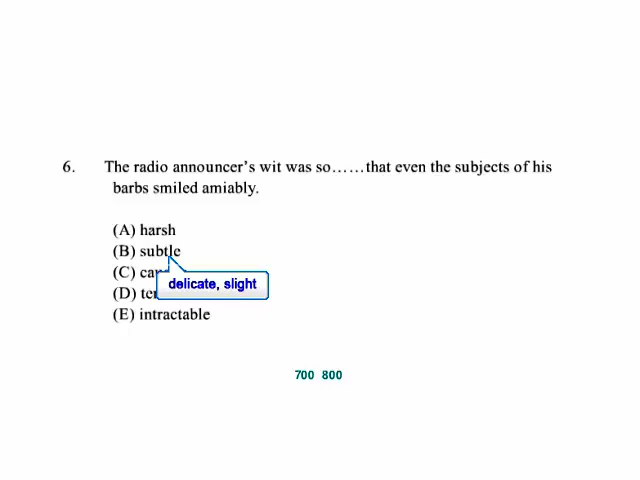 6. The radio announcer's wit was so……that even the subjects of his
barbs smiled amiably.
(A) harsh
(B) subtle
(C)
delicate, slight
(D)
(E) intractable
700 800